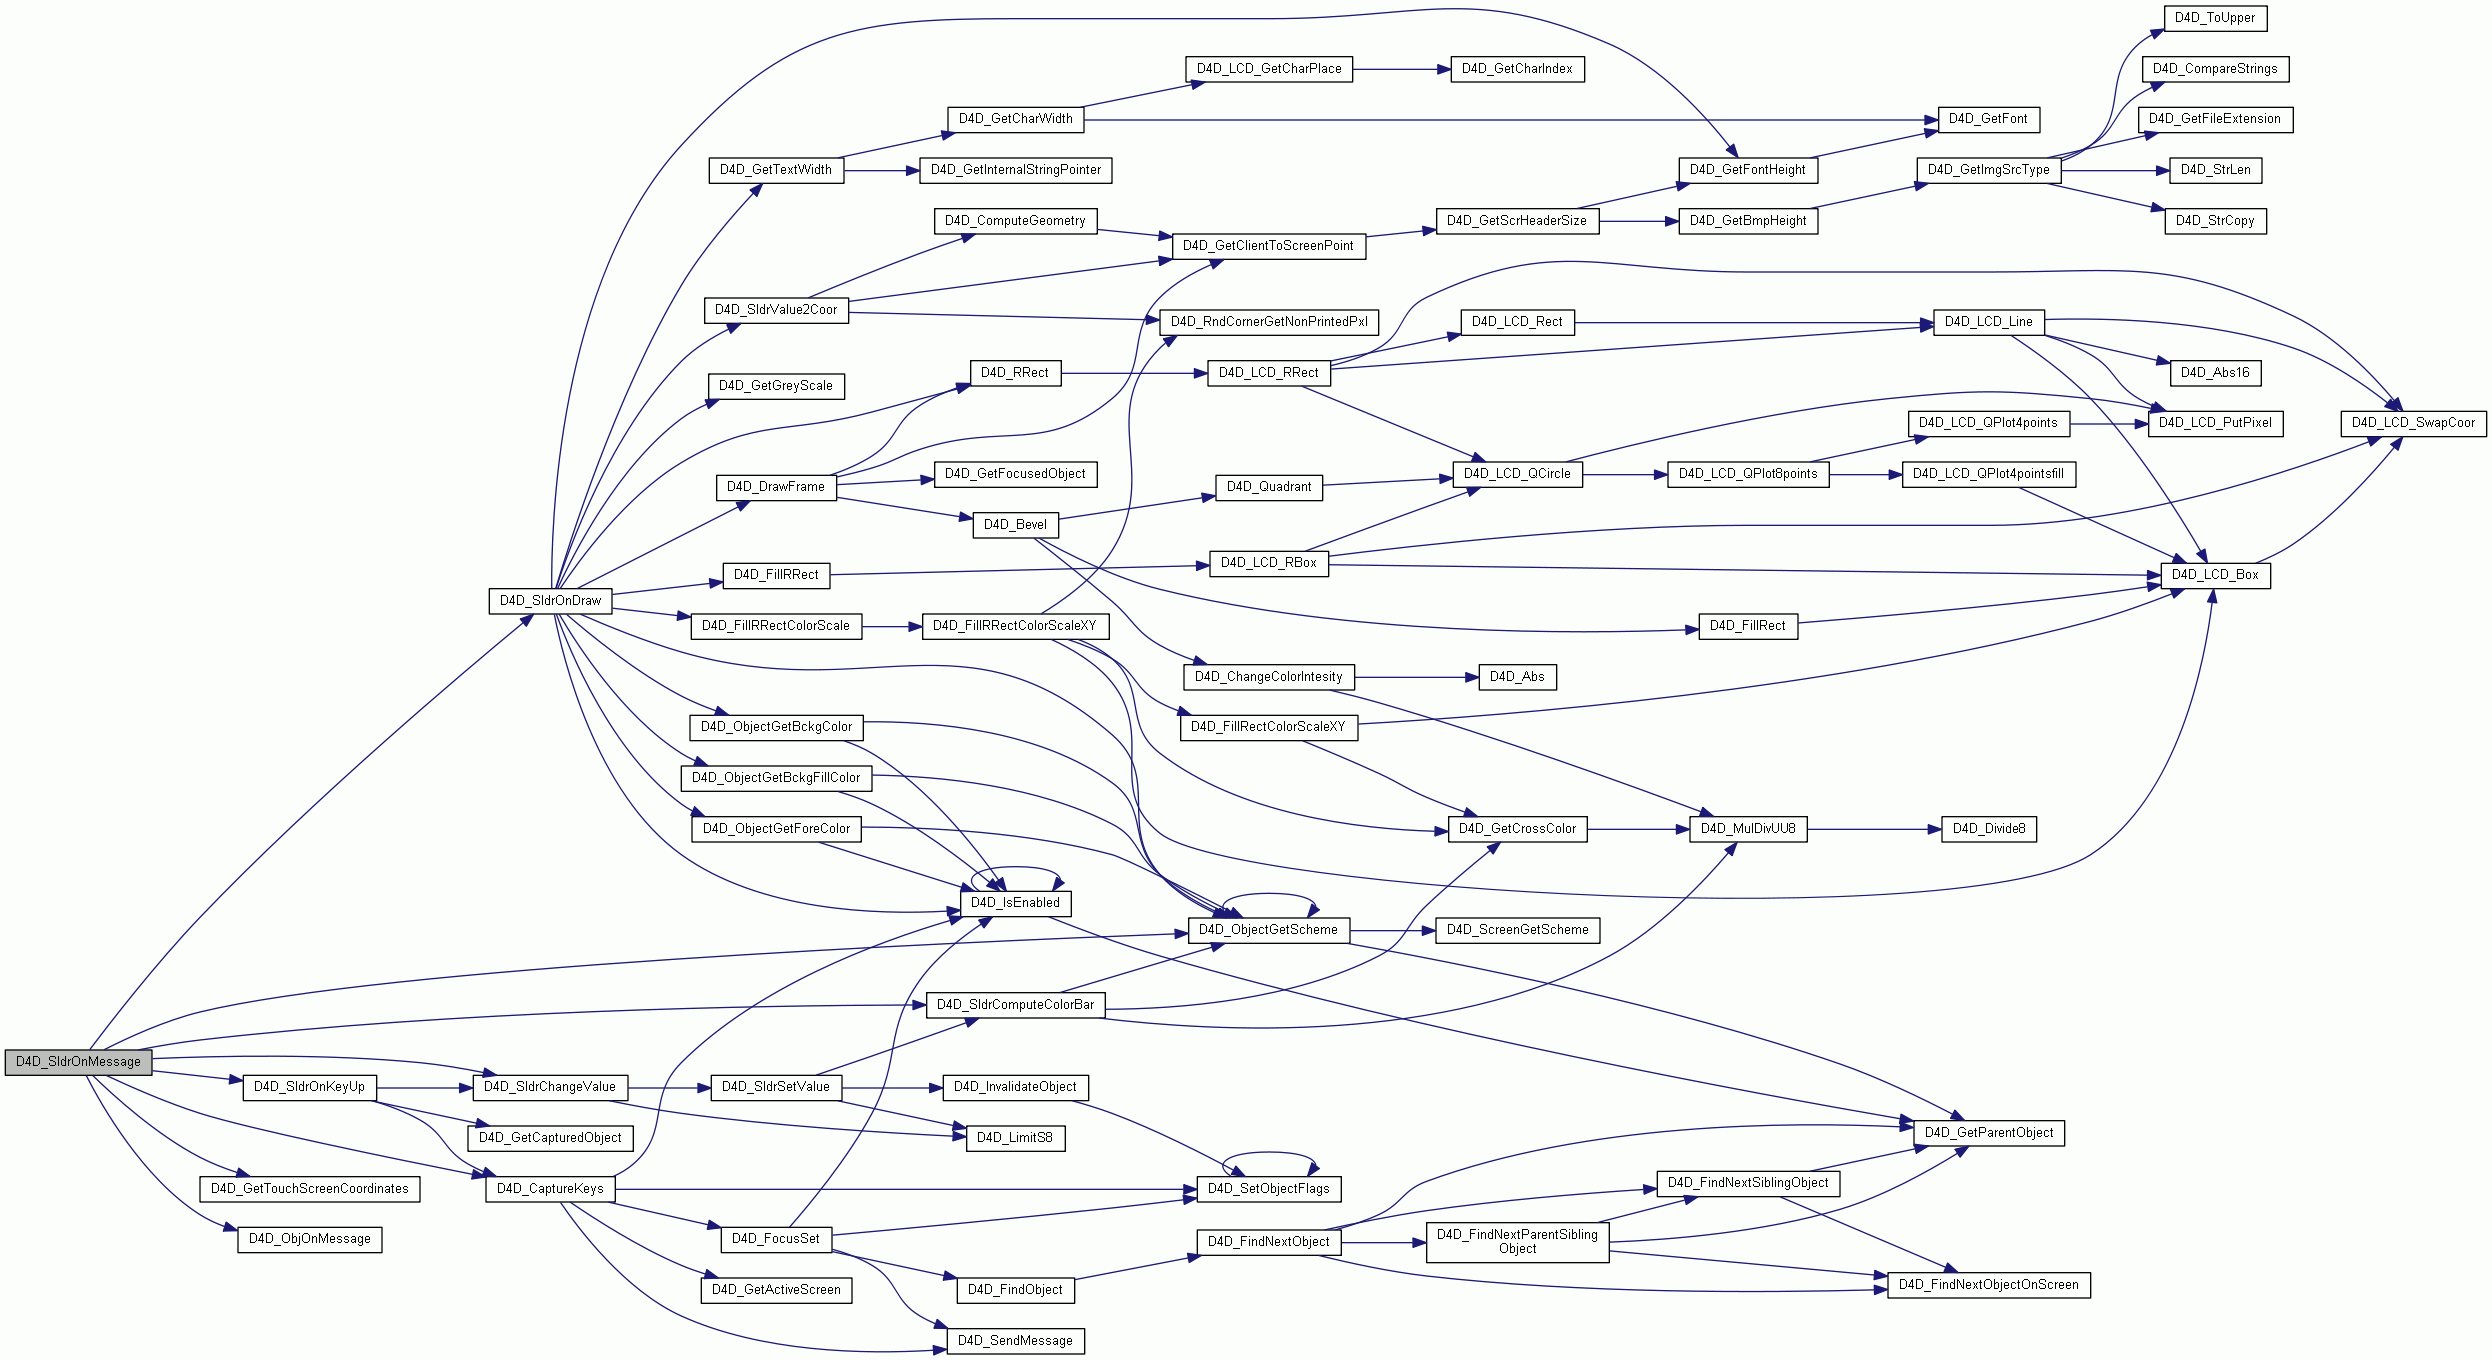 D4D_ToUpper
D4D_LCD_GetCharPlace
D4D_GetCharIndex
D4D_CompareStrings
D4D_GetCharWidth
D4D_GetFont
D4D_GetFileExtension
D4D_GetTextWidth
D4D_GetInternalStringPointer
D4D_GetFontHeight
D4D_GetImgSrcType
D4D_StrLen
D4D_ComputeGeometry
D4D_GetScrHeaderSize
D4D_GetBmpHeight
D4D_StrCopy
D4D_GetClientToScreenPoint
D4D_SldrValue2Coor
D4D_RndCornerGetNonPrintedPxl
D4D_LCD_Rect
D4D_LCD_Line
D4D_GetGreyScale
D4D_RRect
D4D_LCD_RRect
D4D_Abs16
D4D_LCD_QPlot4points
D4D_LCD_PutPixel
D4D_LCD_SwapCoor
D4D_DrawFrame
D4D_GetFocusedObject
D4D_Quadrant
D4D_LCD_QCircle
D4D_LCD_QPlot8points
D4D_LCD_QPlot4pointsfill
D4D_Bevel
D4D_FillRRect
D4D_LCD_RBox
D4D_LCD_Box
D4D_SldrOnDraw
D4D_FillRRectColorScale
D4D_FillRRectColorScaleXY
D4D_FillRect
D4D_ChangeColorIntesity
D4D_Abs
D4D_ObjectGetBckgColor
D4D_FillRectColorScaleXY
D4D_ObjectGetBckgFillColor
D4D_ObjectGetForeColor
D4D_GetCrossColor
D4D_MulDivUU8
D4D_Divide8
D4D_IsEnabled
D4D_ObjectGetScheme
D4D_ScreenGetScheme
D4D_SldrComputeColorBar
D4D_SldrOnMessage
D4D_SldrOnKeyUp
D4D_SldrChangeValue
D4D_SldrSetValue
D4D_InvalidateObject
D4D_GetCapturedObject
D4D_LimitS8
D4D_GetParentObject
D4D_GetTouchScreenCoordinates
D4D_CaptureKeys
D4D_SetObjectFlags
D4D_FindNextSiblingObject
D4D_ObjOnMessage
D4D_FocusSet
D4D_FindNextObject
D4D_FindNextParentSibling
Object
D4D_GetActiveScreen
D4D_FindObject
D4D_FindNextObjectOnScreen
D4D_SendMessage